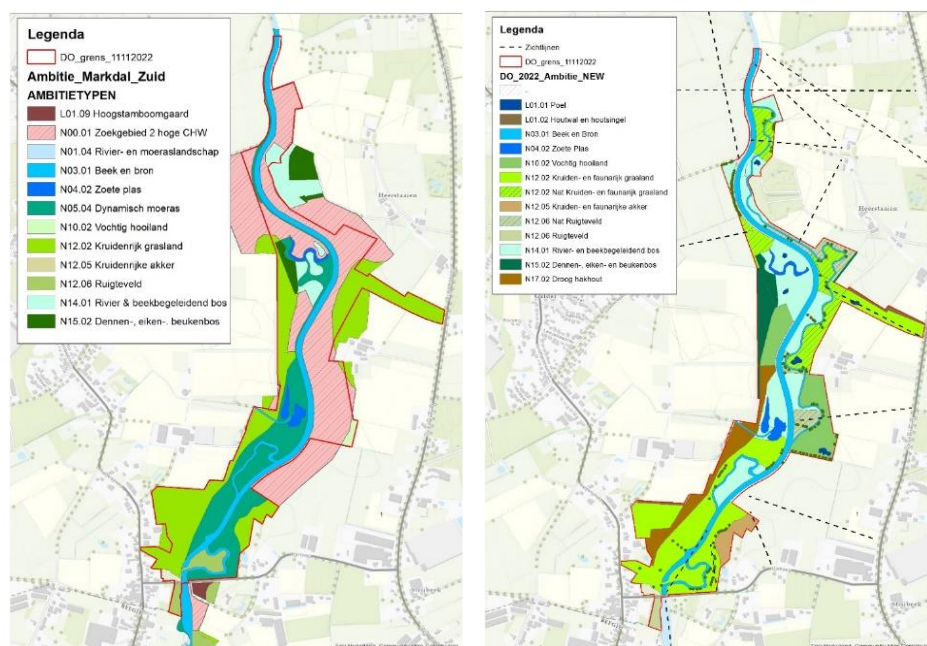 Legenda
DO_grens_11112022
Ambitie_Markdal_Zuid
AMBITIETYPEN
L01.09 Hoogstamboomgaard
N00.01 Zoekgebied 2 hoge CHW
N01.04 Rivier- en moeraslandschap
N03.01 Beek en bron
N04.02 Zoete plas
N05.04 Dynamisch moeras
N10.02 Vochtig hooiland
N12.02 Kruidenrijk grasland
N12.05 Kruidenrijke akker
N12.06 Ruigteveld
N14.01 Rivier & beekbegeleidend bos
N15.02 Dennen-, eiken-. beukenbos
Legenda
Zichtlijnen
DO_grens_11112022
DO_2022_Ambitie_NEW
L01.01 Poel
L01.02 Houtwal en houtsingel
N03.01 Beek en Bron
N04.02 Zoete Plas
N10.02 Vochtig hooiland
N12.02 Kruiden- en faunarijk graaland
N12.02 Nat Kruiden- en faunarijk graaland
N12.05 Kruiden- en faunarijke akker
N12.06 Nat Ruigteveld
N12.06 Ruigteveld
N14.01 Rivier- en beekbegeleidend bos
N15.02 Dennen-, eiken- en beukenbos
N17.02 Droog hakhout